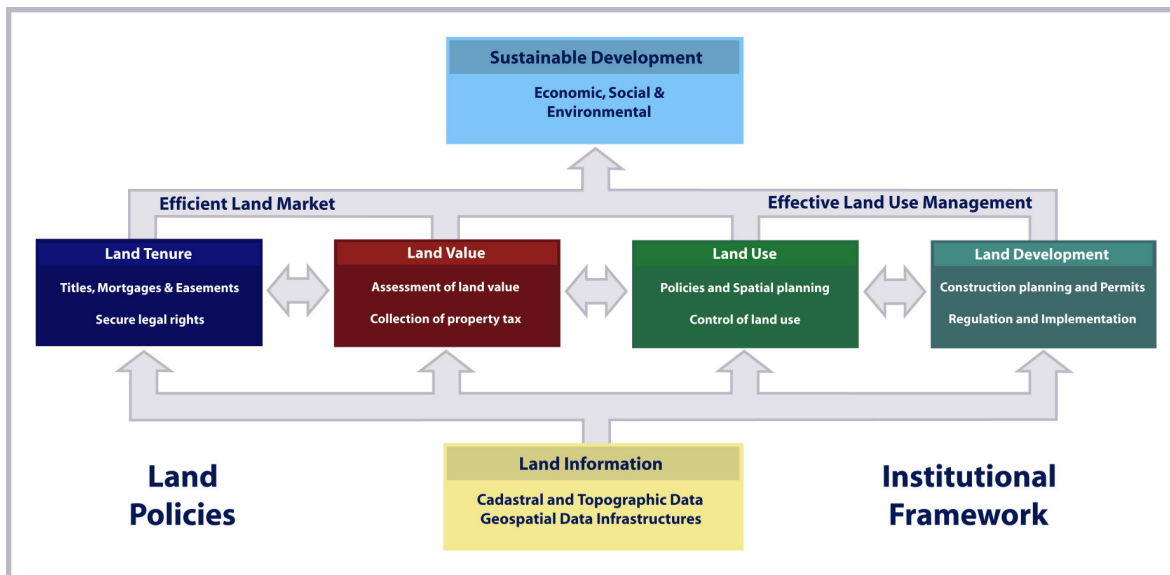 Sustainable Development
Economic, Social &
Environmental
Efficient Land Market
Effective Land Use Management
Land Tenure
Titles, Mortgages & Easements
Secure legal rights
Land Value
Assessment of land value
Collection of property tax
Land Use
Policies and Spatial planning
Control of land use
Land Development
Construction planning and Permits
Regulation and Implementation
Land
Policies
Land Information
Cadastral and Topographic Data
Geospatial Data Infrastructures
Institutional
Framework